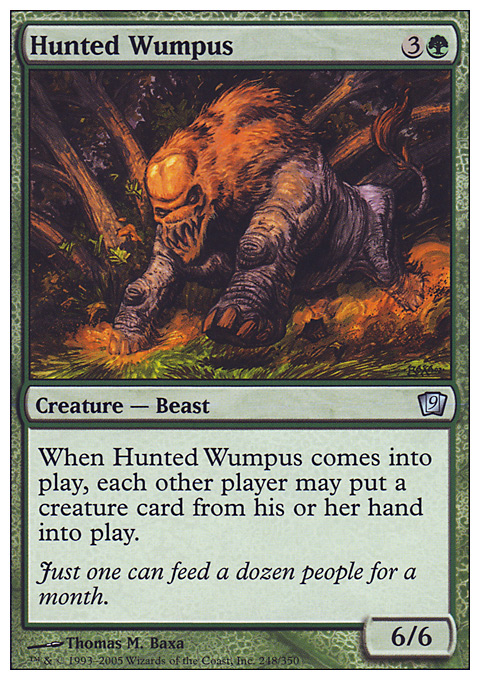 Hunted Wumpus 3
Creature — Beast 9
When Hunted Wumpus comes into
play, each other player may put a
creature card from his or her hand
into play.
Just one can feed a dozen people for a
month.
6/6
Thomas M. Baxa
™ & © 1993–2005 Wizards of the Coast, Inc. 248/350